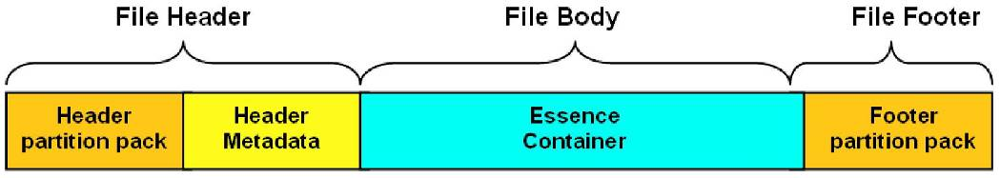 File Header
File Body
File Footer
Header
partition pack
Header
Metadata
Essence
Container
Footer
partition pack